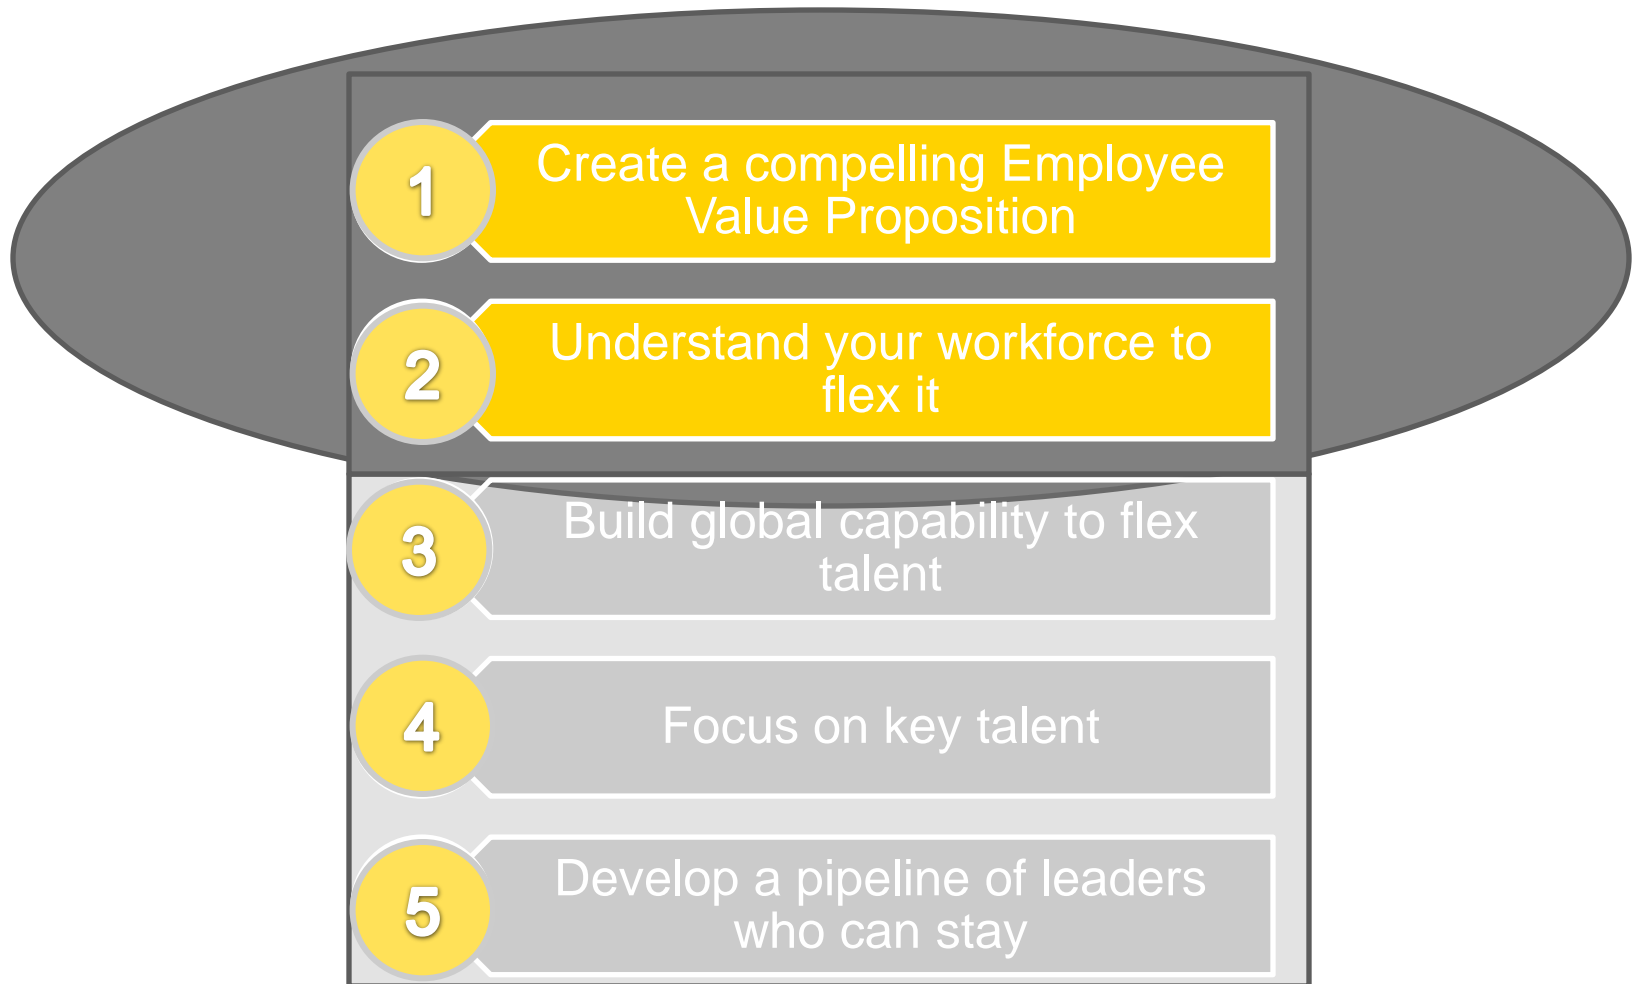 1
Create a compelling Employee
Value Proposition
2
Understand your workforce to
flex it
3
Build global capability to flex
talent
4
Focus on key talent
5
Develop a pipeline of leaders
who can stay